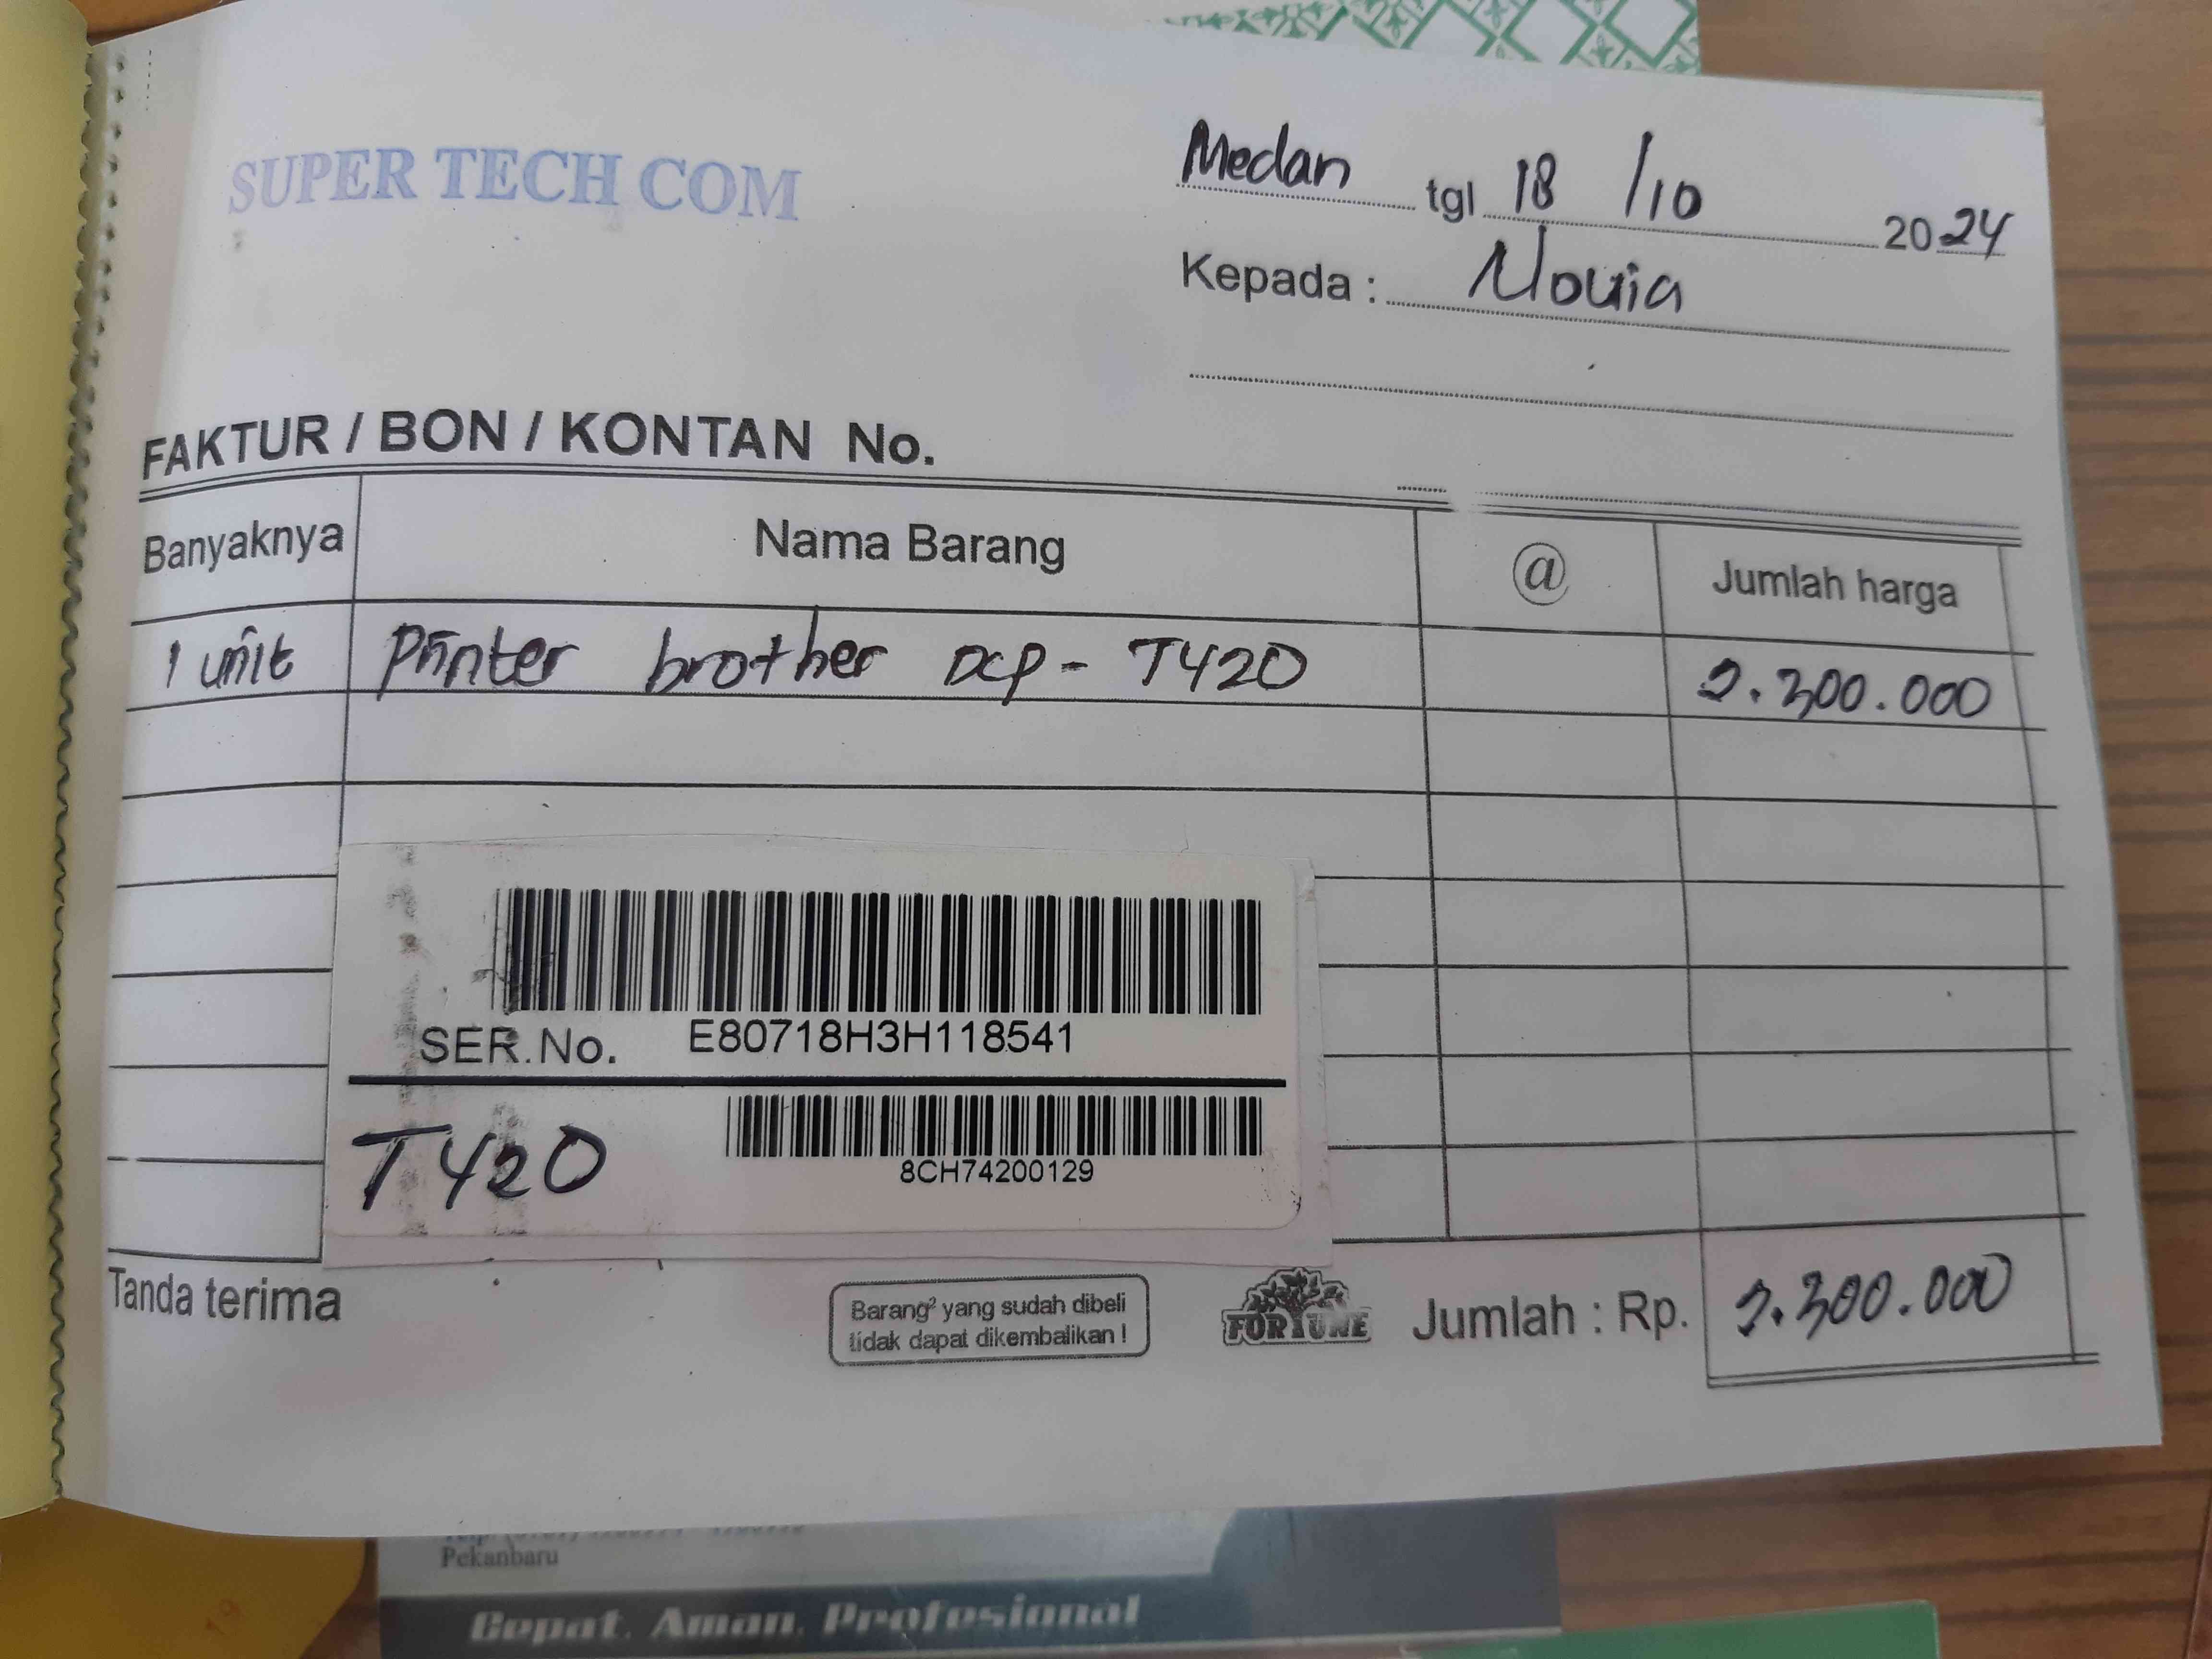 SUPER TECH COM
Medan tgl 18 /10 2024
Kepada : Novia
FAKTUR / BON / KONTAN No.
Banyaknya Nama Barang @ Jumlah harga
1 unit Printer brother DCP - T420 2.300.000
SER.No. E80718H3H118541
T420 8CH74200129
Tanda terima
Barang² yang sudah dibeli
tidak dapat dikembalikan !
FORTUNE
Jumlah : Rp. 2.300.000
Pekanbaru
Cepat. Aman. Profesional